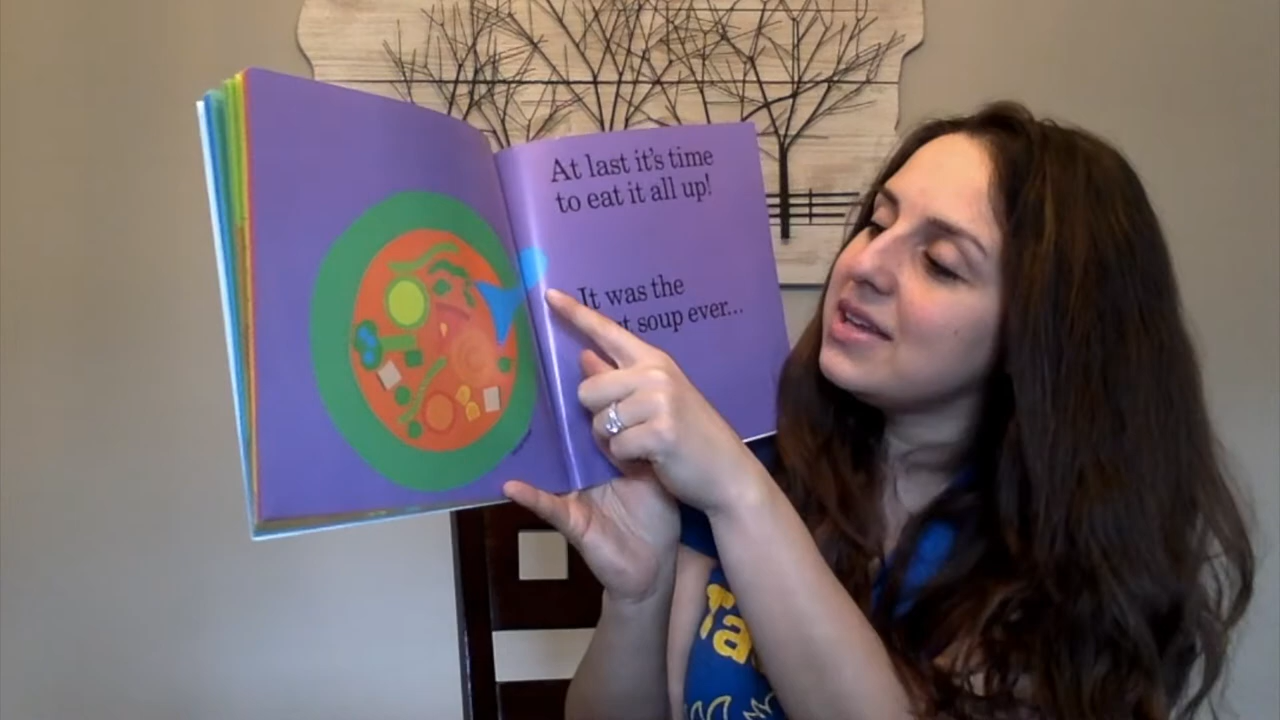 At last it's time
to eat it all up!
It was the
soup ever...